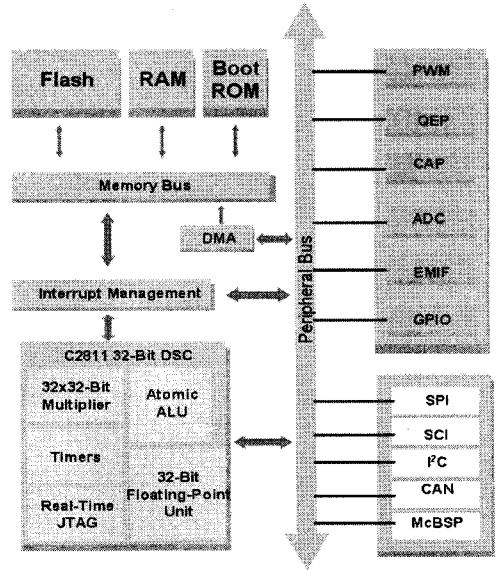 Flash
RAM
Boot
ROM
Memory Bus
DMA
Interrupt Management
C2811 32-Bit DSC
32x32-Bit
Multiplier
Atomic
ALU
Timers
32-Bit
Floating-Point
Unit
Real-Time
JTAG
Peripheral Bus
PWM
QEP
CAP
ADC
EMIF
GPIO
SPI
SCI
I²C
CAN
McBSP